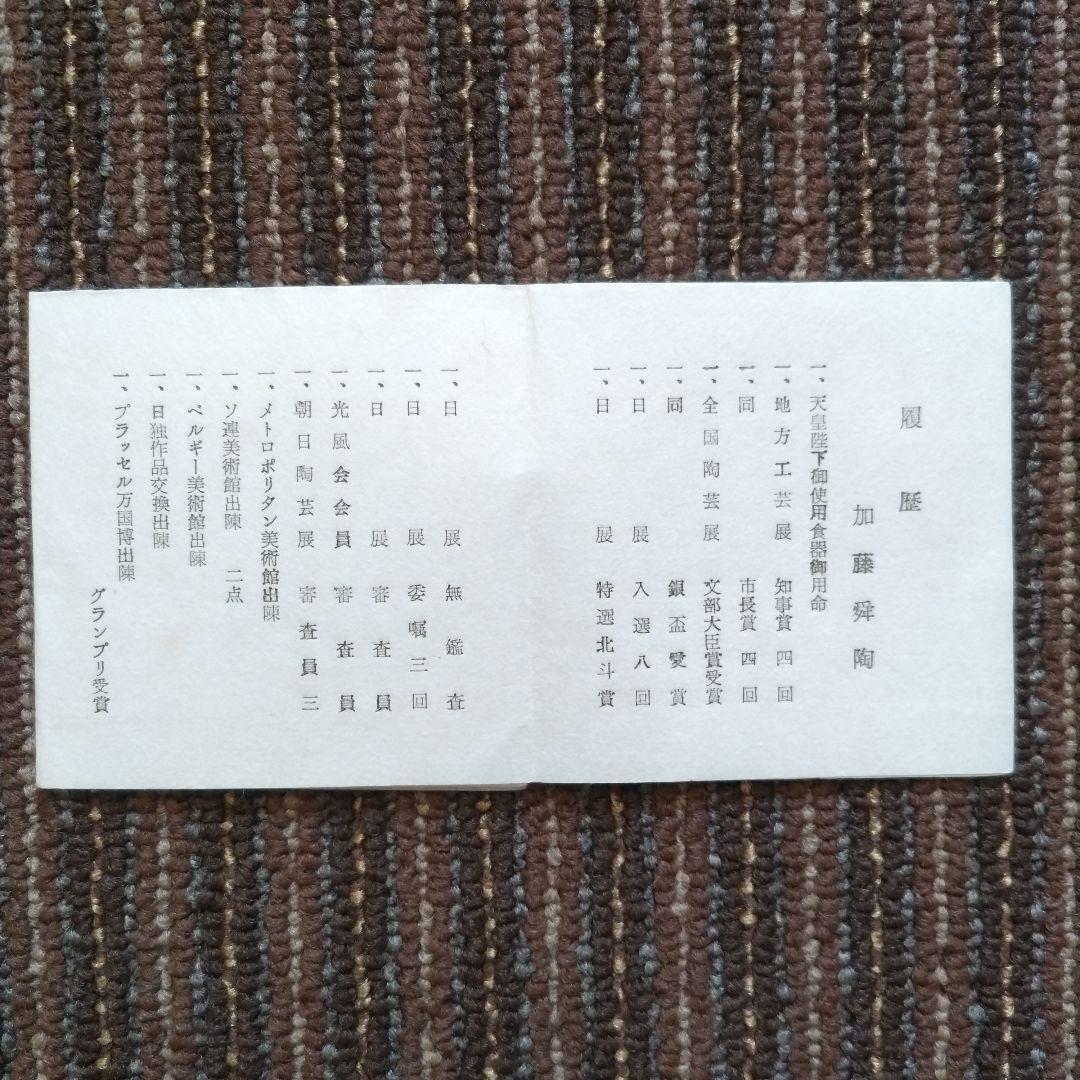 履歴
加藤舜陶
一、天皇陛下御使用食器御用命
一、地方工芸展 知事賞四回
一、同 市長賞四回
一、全国陶芸展 文部大臣賞受賞
一、同 銀盃愛賞
一、日展 入選八回
一、日展 特選北斗賞
一、日展 無鑑査
一、日展 委嘱三回
一、日展 審査員
一、光風会会員 審査員
一、朝日陶芸展 審査員三
一、メトロポリタン美術館出陳
一、ソ連美術館出陳 二点
一、ベルギー美術館出陳
一、日独作品交換出陳
一、ブラッセル万国博出陳
グランプリ受賞